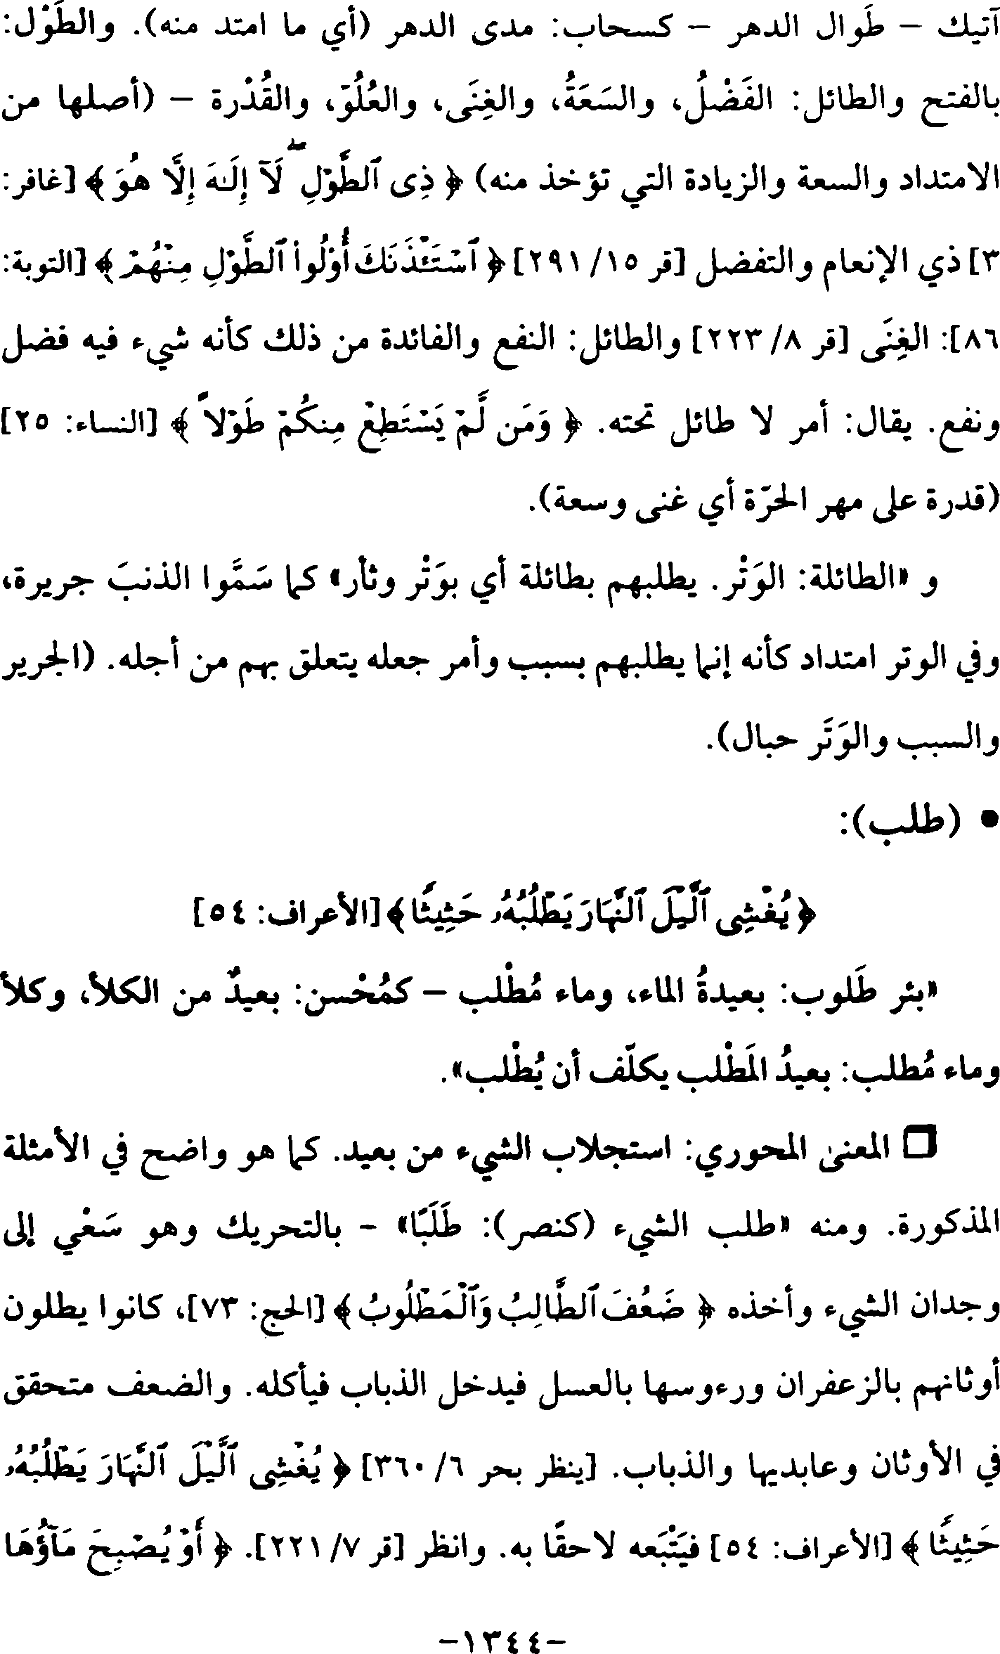 آتيك – طَوال الدهر – كسحاب: مدى الدهر (أي ما امتد منه). والطَوْل:
بالفتح والطائل: الفَضْلُ، والسَعَةُ، والغِنَى، والعُلُوّ، والقُدْرة – (أصلها من
الامتداد والسعة والزيادة التي تؤخذ منه) ﴿ ذِى ٱلطَّوْلِ ۖ لَآ إِلَـٰهَ إِلَّا هُوَ ﴾ [غافر:
٣] ذي الإنعام والتفضل [قر ١٥/ ٢٩١] ﴿ ٱسْتَـْٔذَنَكَ أُوْلُواْ ٱلطَّوْلِ مِنْهُمْ ﴾ [التوبة:
٨٦]: الغِنَى [قر ٨/ ٢٢٣] والطائل: النفع والفائدة من ذلك كأنه شيء فيه فضل
ونفع. يقال: أمر لا طائل تحته. ﴿ وَمَن لَّمْ يَسْتَطِعْ مِنكُمْ طَوْلاً ﴾ [النساء: ٢٥]
(قدرة على مهر الحرّة أي غنى وسعة).
و «الطائلة: الوَتْر. يطلبهم بطائلة أي بوَتْر وثأر» كما سَمَّوا الذنبَ جريرة،
وفي الوتر امتداد كأنه إنما يطلبهم بسبب وأمر جعله يتعلق بهم من أجله. (الجرير
والسبب والوَتَر حبال).
• (طلب):
﴿ يُغْشِى ٱلَّيْلَ ٱلنَّهَارَ يَطْلُبُهُۥ حَثِيثًا ﴾ [الأعراف: ٥٤]
«بئر طَلوب: بعيدةُ الماء، وماء مُطْلب – كمُحْسن: بعيدٌ من الكلأ، وكلأ
وماء مُطلب: بعيدُ المَطْلب يكلّف أن يُطْلب».
❒ المعنى المحوري: استجلاب الشيء من بعيد. كما هو واضح في الأمثلة
المذكورة. ومنه «طلب الشيء (كنصر): طَلَبًا» - بالتحريك وهو سَعْي إلى
وجدان الشيء وأخذه ﴿ ضَعُفَ ٱلطَّالِبُ وَٱلْمَطْلُوبُ ﴾ [الحج: ٧٣]، كانوا يطلون
أوثانهم بالزعفران ورءوسها بالعسل فيدخل الذباب فيأكله. والضعف متحقق
في الأوثان وعابديها والذباب. [ينظر بحر ٦/ ٣٦٠] ﴿ يُغْشِى ٱلَّيْلَ ٱلنَّهَارَ يَطْلُبُهُۥ
حَثِيثًا ﴾ [الأعراف: ٥٤] فيَتْبَعه لاحقًا به. وانظر [قر ٧/ ٢٢١]. ﴿ أَوْ يُصْبِحَ مَآؤُهَا
-١٣٤٤-